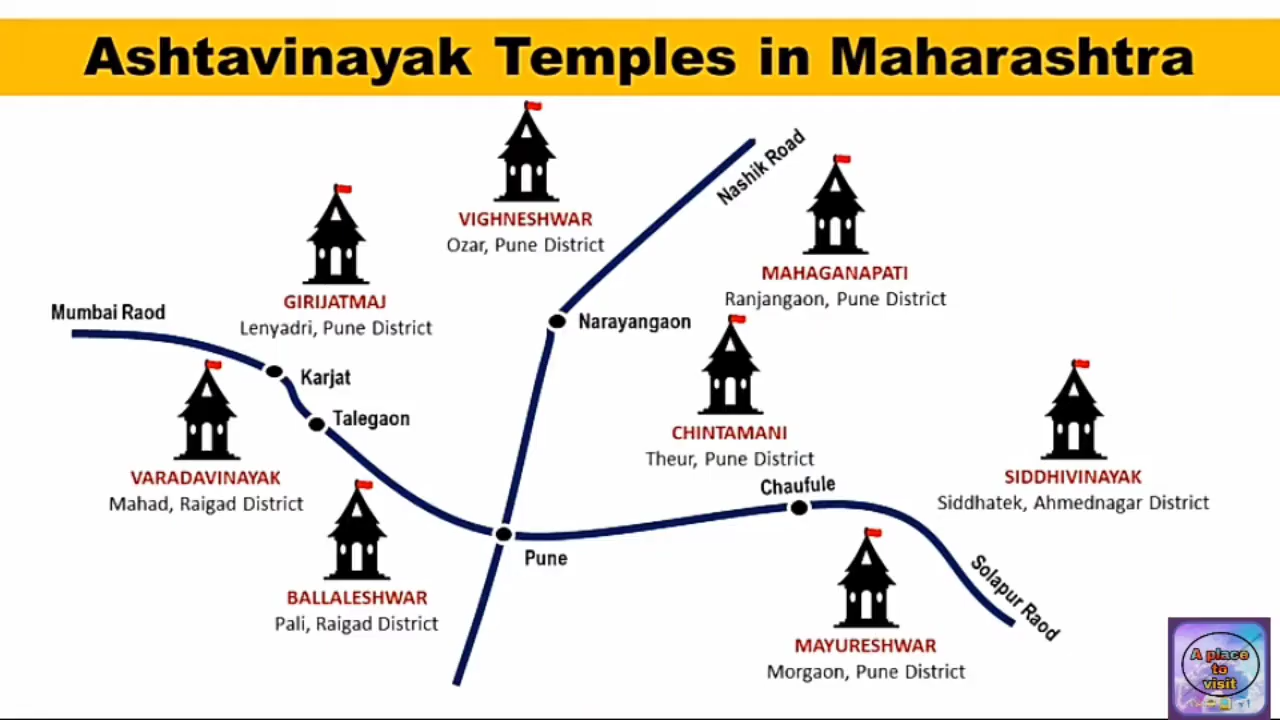 Ashtavinayak Temples in Maharashtra
VIGHNESHWAR
Ozar, Pune District
Nashik Road
GIRIJATMAJ
Lenyadri, Pune District
MAHAGANAPATI
Ranjangaon, Pune District
Mumbai Raod
Narayangaon
Karjat
Talegaon
CHINTAMANI
Theur, Pune District
VARADAVINAYAK
Mahad, Raigad District
SIDDHIVINAYAK
Siddhatek, Ahmednagar District
Chaufule
Pune
BALLALESHWAR
Pali, Raigad District
Solapur Raod
MAYURESHWAR
Morgaon, Pune District
A place
to
visit